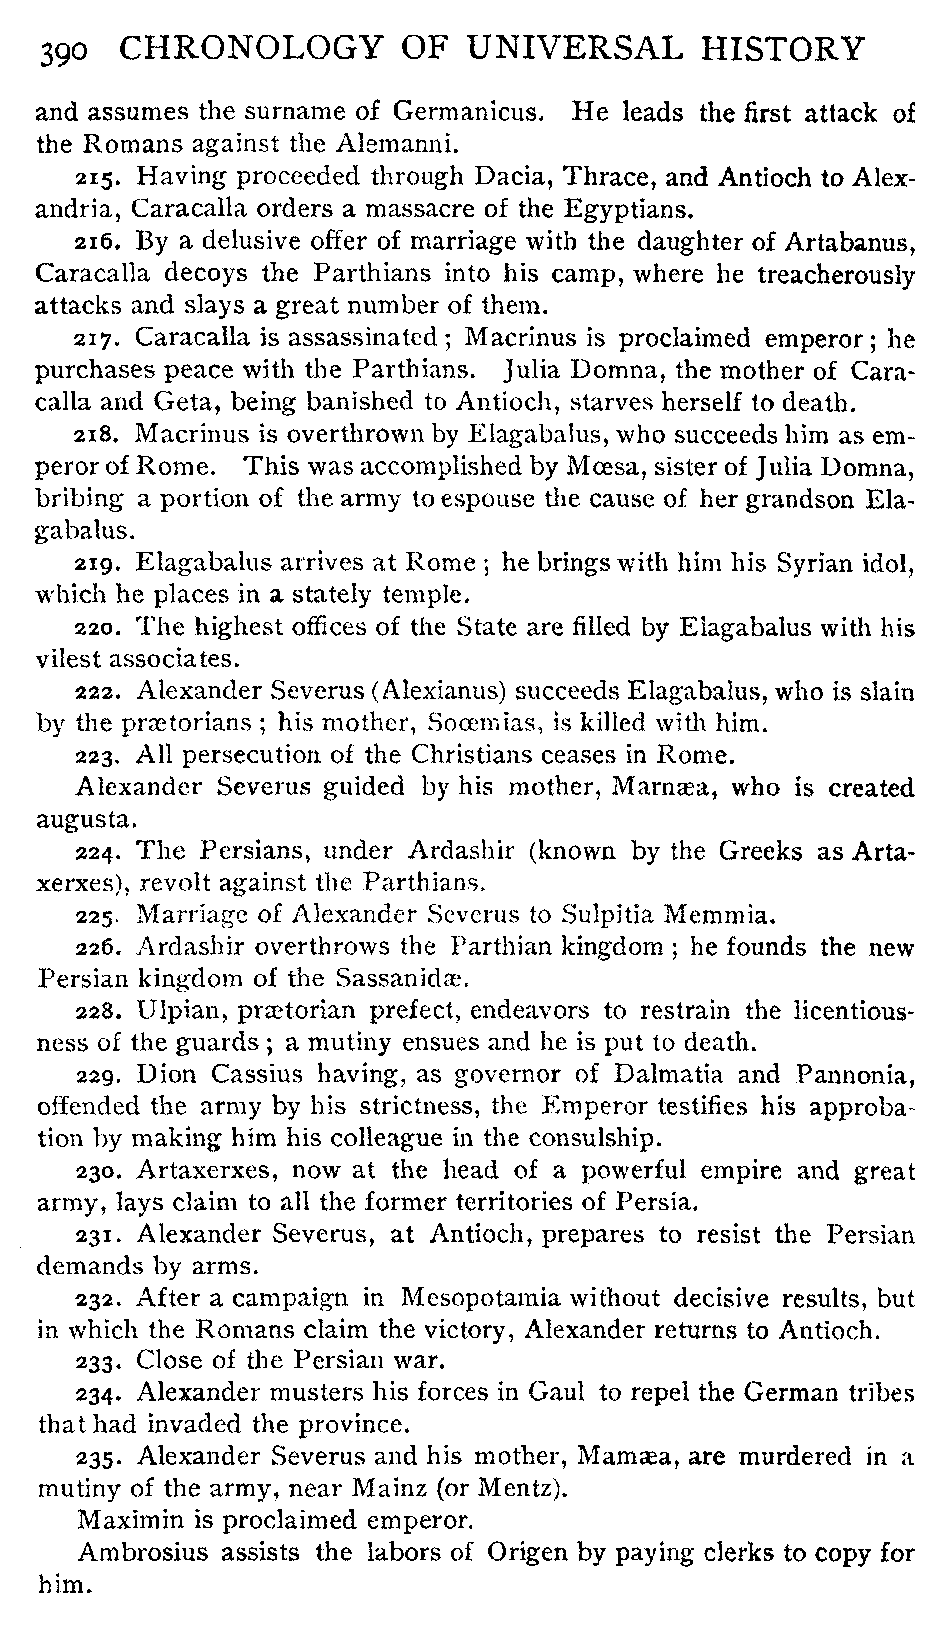 390 CHRONOLOGY OF UNIVERSAL HISTORY
and assumes the surname of Germanicus. He leads the first attack of
the Romans against the Alemanni.
215. Having proceeded through Dacia, Thrace, and Antioch to Alex-
andria, Caracalla orders a massacre of the Egyptians.
216. By a delusive offer of marriage with the daughter of Artabanus,
Caracalla decoys the Parthians into his camp, where he treacherously
attacks and slays a great number of them.
217. Caracalla is assassinated; Macrinus is proclaimed emperor; he
purchases peace with the Parthians. Julia Domna, the mother of Cara-
calla and Geta, being banished to Antioch, starves herself to death.
218. Macrinus is overthrown by Elagabalus, who succeeds him as em-
peror of Rome. This was accomplished by Mœsa, sister of Julia Domna,
bribing a portion of the army to espouse the cause of her grandson Ela-
gabalus.
219. Elagabalus arrives at Rome; he brings with him his Syrian idol,
which he places in a stately temple.
220. The highest offices of the State are filled by Elagabalus with his
vilest associates.
222. Alexander Severus (Alexianus) succeeds Elagabalus, who is slain
by the prætorians; his mother, Soœmias, is killed with him.
223. All persecution of the Christians ceases in Rome.
Alexander Severus guided by his mother, Marnæa, who is created
augusta.
224. The Persians, under Ardashir (known by the Greeks as Arta-
xerxes), revolt against the Parthians.
225. Marriage of Alexander Severus to Sulpitia Memmia.
226. Ardashir overthrows the Parthian kingdom; he founds the new
Persian kingdom of the Sassanidæ.
228. Ulpian, prætorian prefect, endeavors to restrain the licentious-
ness of the guards; a mutiny ensues and he is put to death.
229. Dion Cassius having, as governor of Dalmatia and Pannonia,
offended the army by his strictness, the Emperor testifies his approba-
tion by making him his colleague in the consulship.
230. Artaxerxes, now at the head of a powerful empire and great
army, lays claim to all the former territories of Persia.
231. Alexander Severus, at Antioch, prepares to resist the Persian
demands by arms.
232. After a campaign in Mesopotamia without decisive results, but
in which the Romans claim the victory, Alexander returns to Antioch.
233. Close of the Persian war.
234. Alexander musters his forces in Gaul to repel the German tribes
that had invaded the province.
235. Alexander Severus and his mother, Mamæa, are murdered in a
mutiny of the army, near Mainz (or Mentz).
Maximin is proclaimed emperor.
Ambrosius assists the labors of Origen by paying clerks to copy for
him.